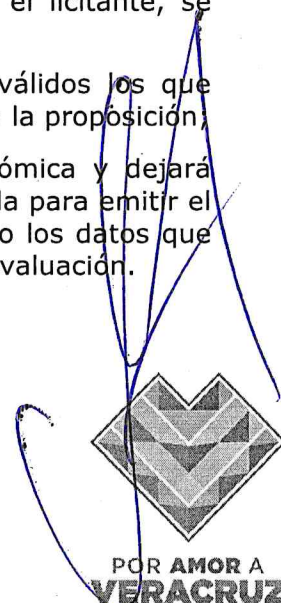 el licitante, se
válidos los que
la proposición;
ómica y dejará
da para emitir el
o los datos que
valuación.
POR AMOR A
VERACRUZ